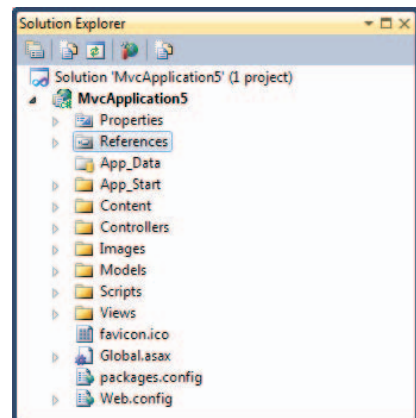 Solution Explorer
Solution 'MvcApplication5' (1 project)
MvcApplication5
Properties
References
App_Data
App_Start
Content
Controllers
Images
Models
Scripts
Views
favicon.ico
Global.asax
packages.config
Web.config